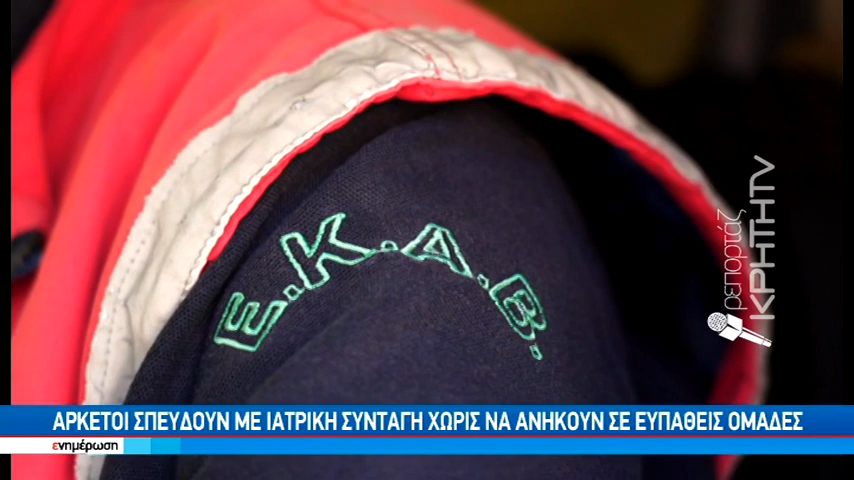 Ε.Κ.Α.Β.
ρεπορτάζ
ΚΡΗΤΗTV
ΑΡΚΕΤΟΙ ΣΠΕΥΔΟΥΝ ΜΕ ΙΑΤΡΙΚΗ ΣΥΝΤΑΓΗ ΧΩΡΙΣ ΝΑ ΑΝΗΚΟΥΝ ΣΕ ΕΥΠΑΘΕΙΣ ΟΜΑΔΕΣ
ενημέρωση